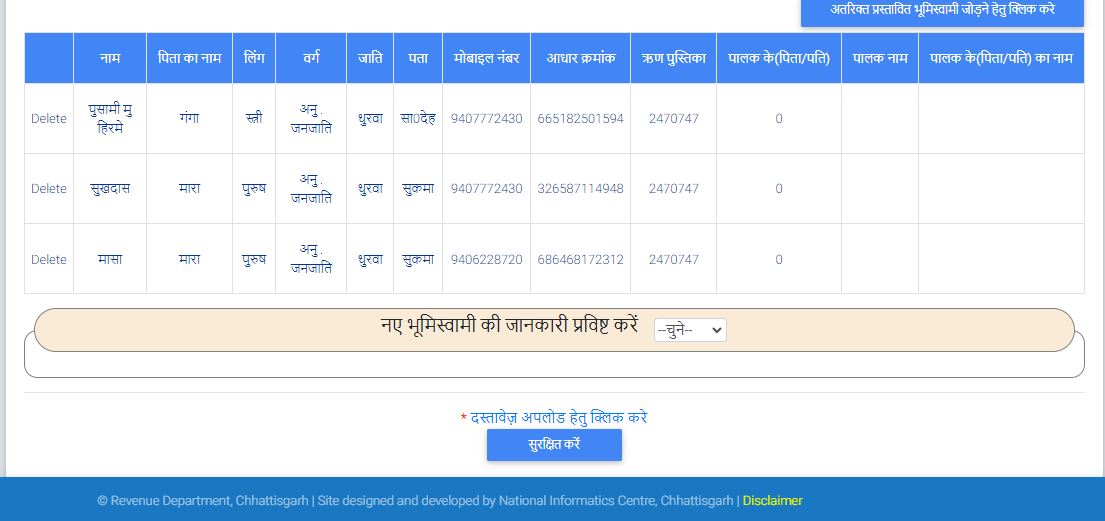 अतरिक्त प्रस्तावित भूमिस्वामी जोड़ने हेतु क्लिक करे
नाम पिता का नाम लिंग वर्ग जाति पता मोबाइल नंबर आधार क्रमांक ऋण पुस्तिका पालक के(पिता/पति) पालक नाम पालक के(पिता/पति) का नाम
Delete पुसामी मु हिरमे गंगा स्त्री अनु . जनजाति धुरवा सा0देह 9407772430 665182501594 2470747 0
Delete सुखदास मारा पुरुष अनु . जनजाति धुरवा सुकमा 9407772430 326587114948 2470747 0
Delete मासा मारा पुरुष अनु . जनजाति धुरवा सुकमा 9406228720 686468172312 2470747 0
नए भूमिस्वामी की जानकारी प्रविष्ट करें --चुने--
* दस्तावेज़ अपलोड हेतु क्लिक करे
सुरक्षित करें
© Revenue Department, Chhattisgarh | Site designed and developed by National Informatics Centre, Chhattisgarh | Disclaimer